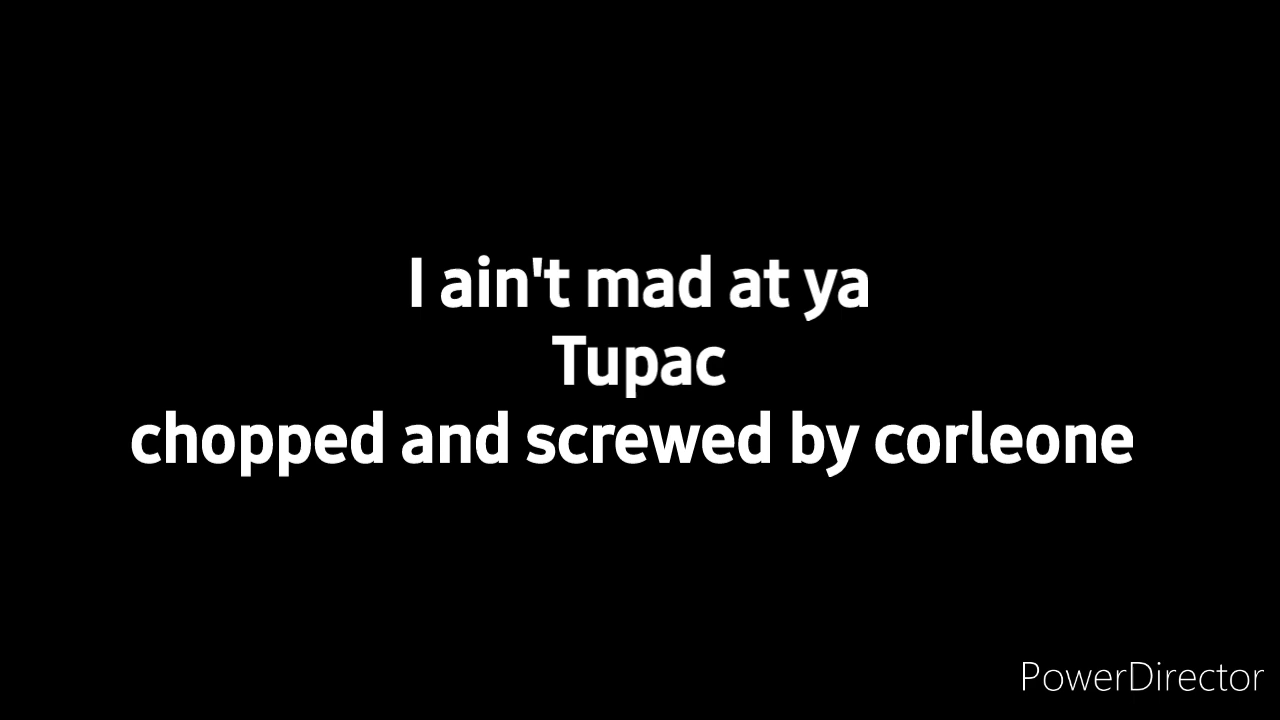 I ain't mad at ya
Tupac
chopped and screwed by corleone
PowerDirector